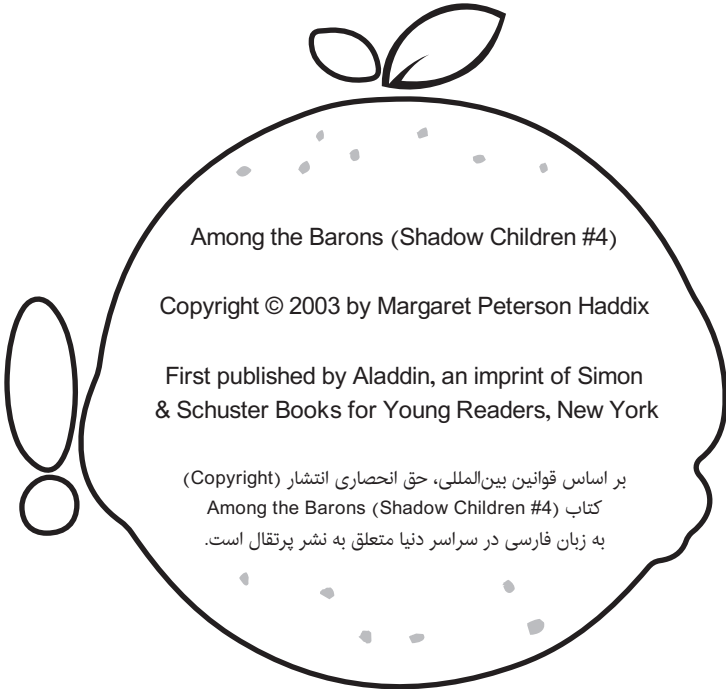 Among the Barons (Shadow Children #4)
Copyright © 2003 by Margaret Peterson Haddix
First published by Aladdin, an imprint of Simon
& Schuster Books for Young Readers, New York
بر اساس قوانین بین‌المللی، حق انحصاری انتشار (Copyright)
کتاب Among the Barons (Shadow Children #4)
به زبان فارسی در سراسر دنیا متعلق به نشر پرتقال است.